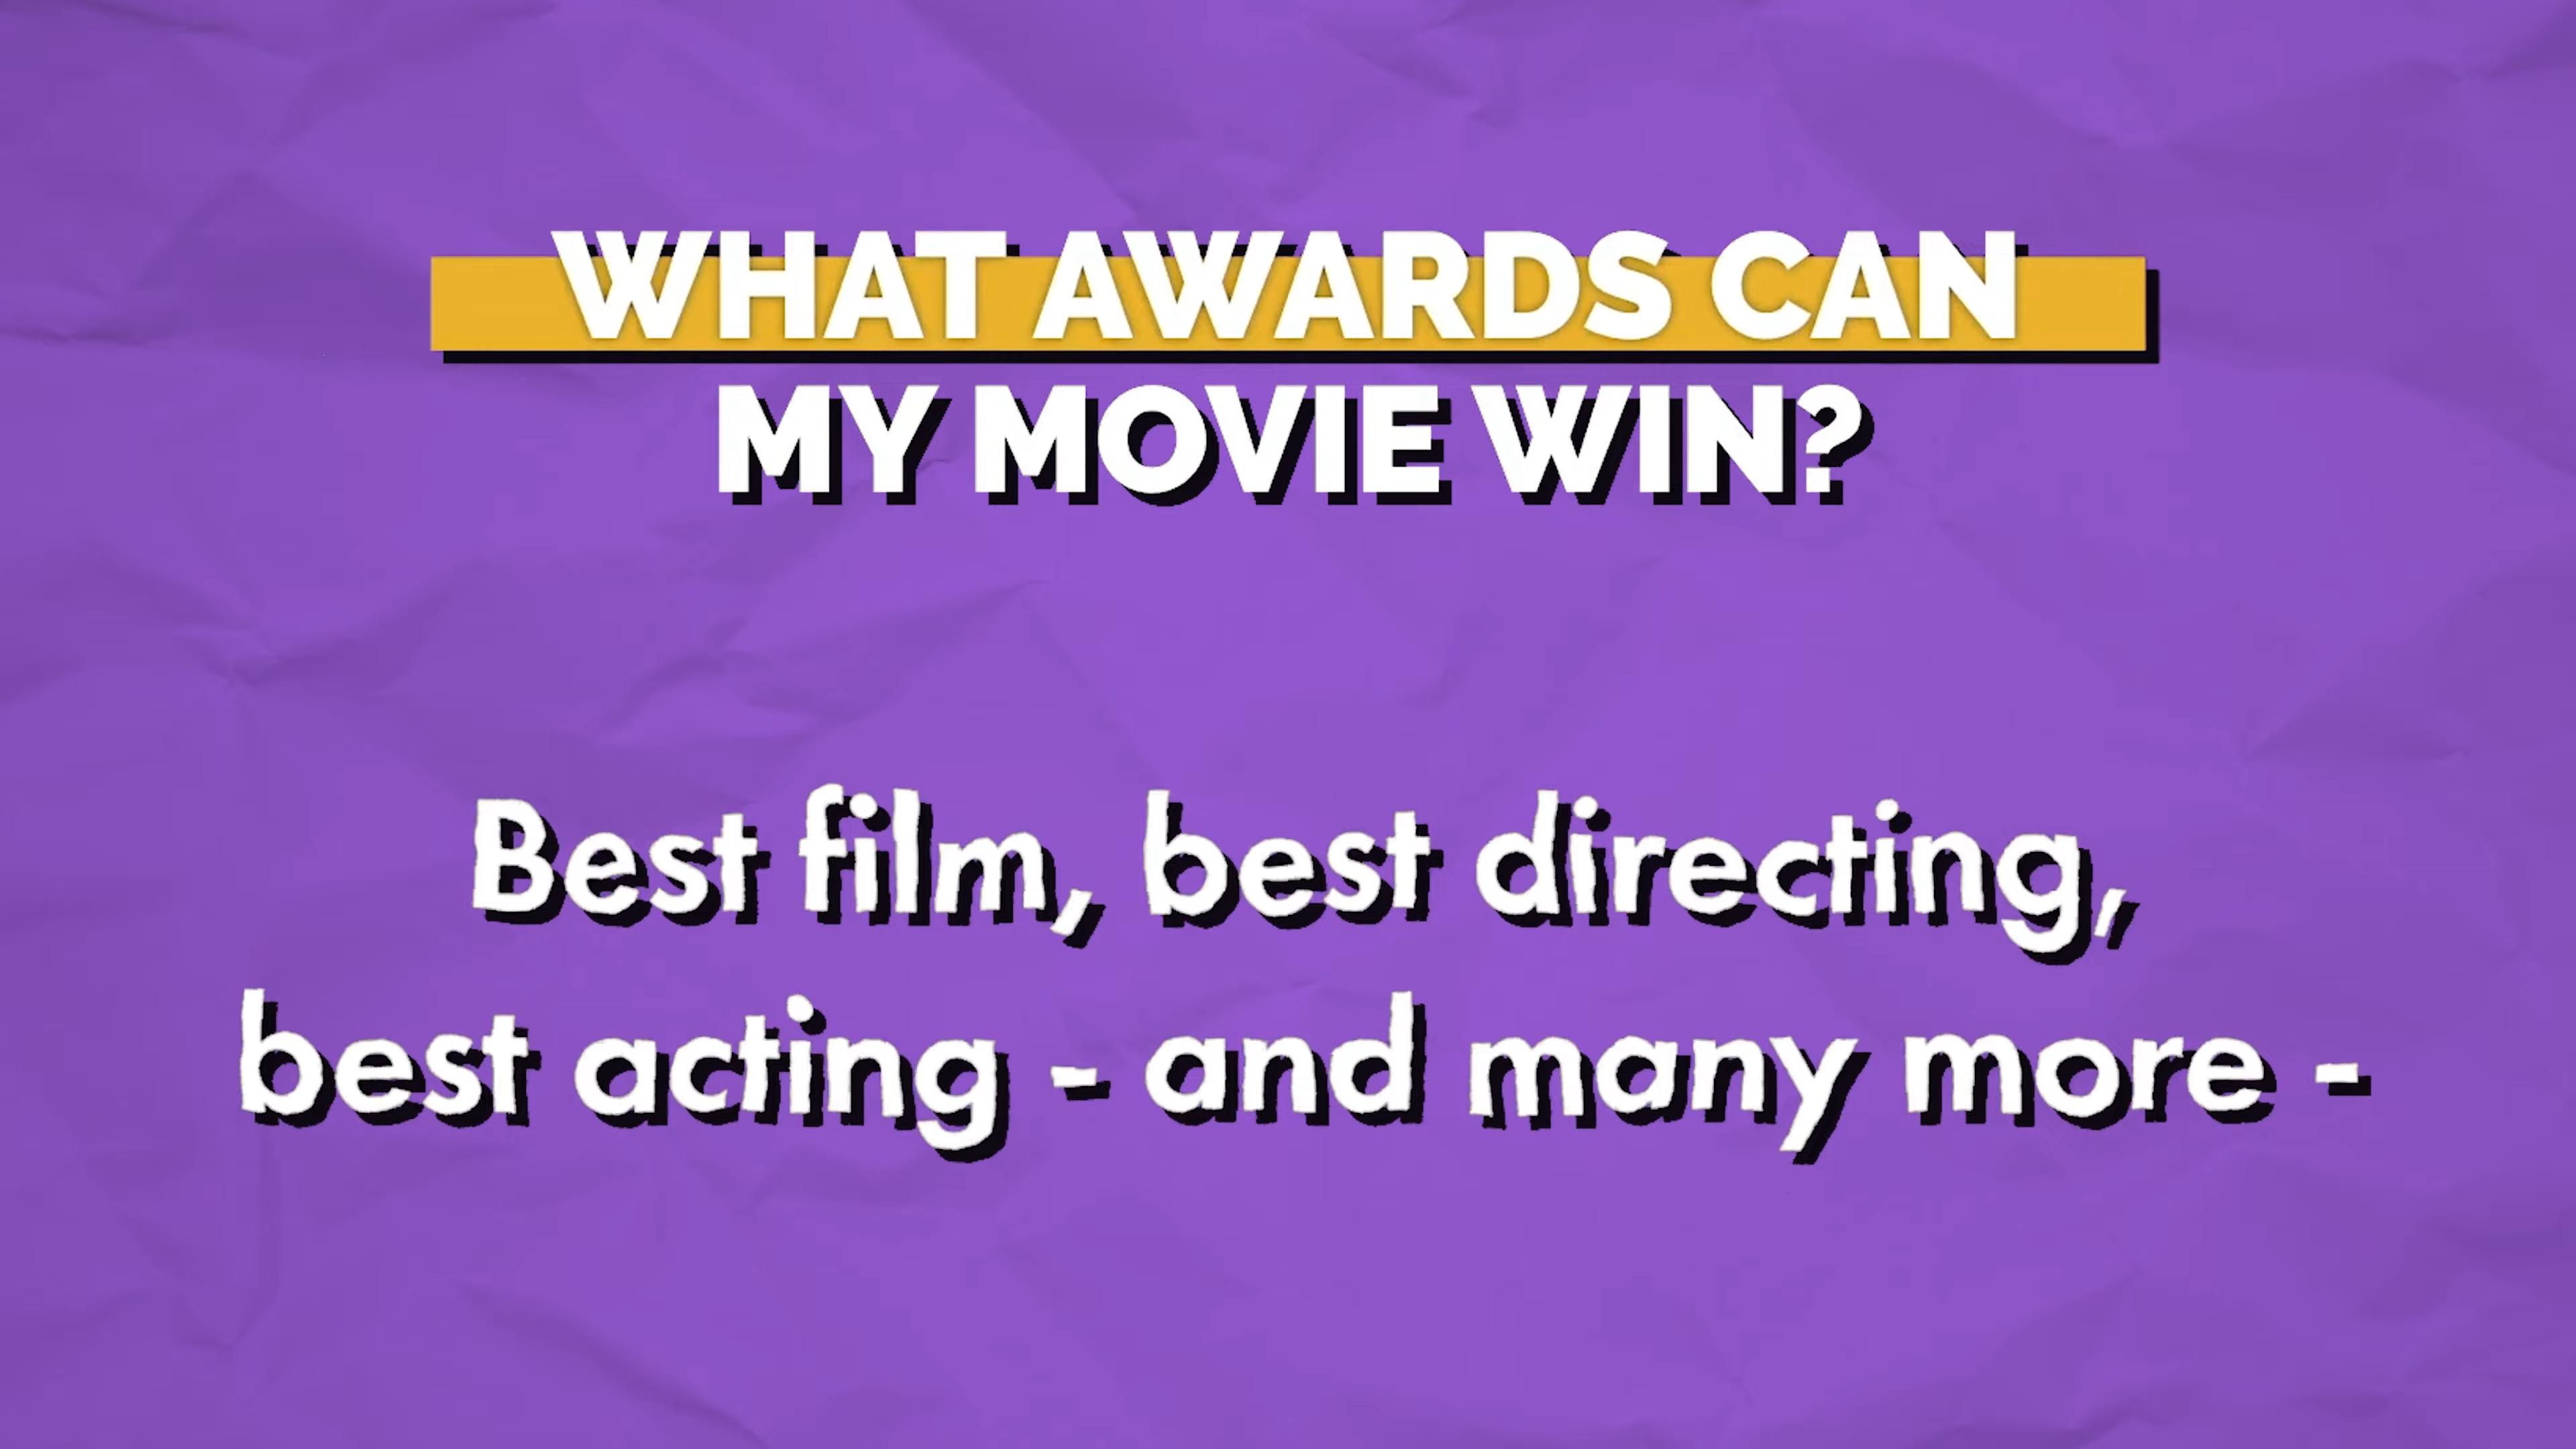 WHAT AWARDS CAN
MY MOVIE WIN?
Best film, best directing,
best acting - and many more -